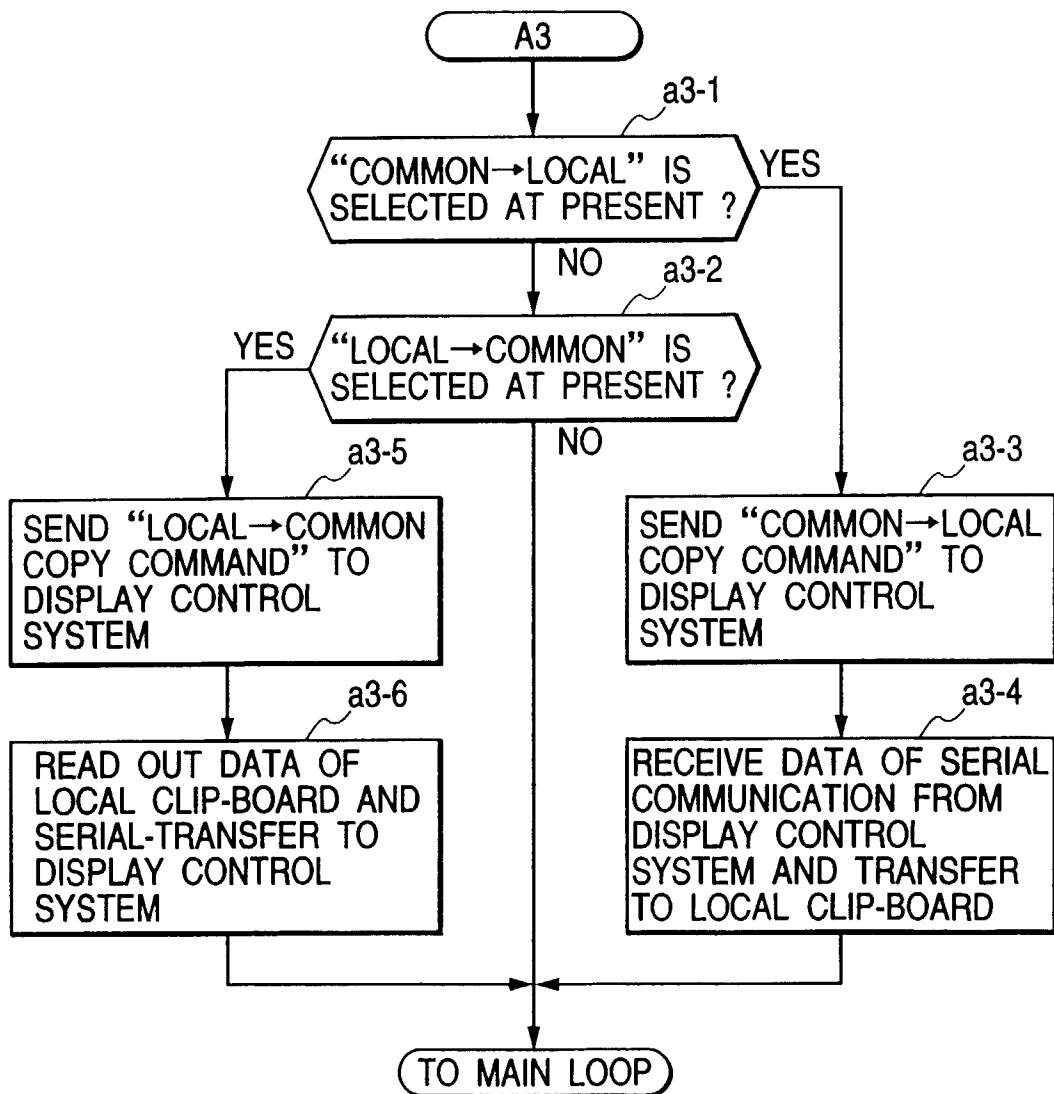 A3
a3-1
“COMMON→LOCAL” IS
SELECTED AT PRESENT ?
YES
NO
a3-2
“LOCAL→COMMON” IS
SELECTED AT PRESENT ?
YES
NO
a3-5
SEND “LOCAL→COMMON
COPY COMMAND” TO
DISPLAY CONTROL
SYSTEM
a3-3
SEND “COMMON→LOCAL
COPY COMMAND” TO
DISPLAY CONTROL
SYSTEM
a3-6
READ OUT DATA OF
LOCAL CLIP-BOARD AND
SERIAL-TRANSFER TO
DISPLAY CONTROL
SYSTEM
a3-4
RECEIVE DATA OF SERIAL
COMMUNICATION FROM
DISPLAY CONTROL
SYSTEM AND TRANSFER
TO LOCAL CLIP-BOARD
TO MAIN LOOP